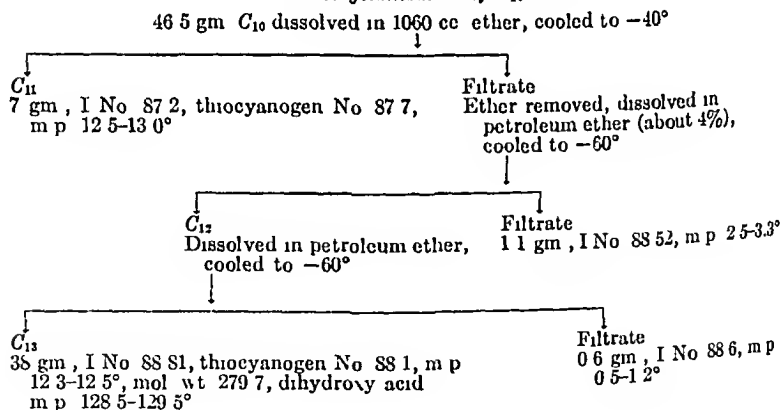 46 5 gm C10 dissolved in 1060 cc ether, cooled to −40°
C11
7 gm , I No 87 2, thiocyanogen No 87 7,
m p 12 5–13 0°
Filtrate
Ether removed, dissolved in
petroleum ether (about 4%),
cooled to −60°
C12
Dissolved in petroleum ether,
cooled to −60°
Filtrate
1 1 gm , I No 88 52, m p 2 5–3.3°
C13
38 gm , I No 88 81, thiocyanogen No 88 1, m p
12 3–12 5°, mol wt 279 7, dihydroxy acid
m p 128 5–129 5°
Filtrate
0 6 gm , I No 88 6, m p
0 5–1 2°